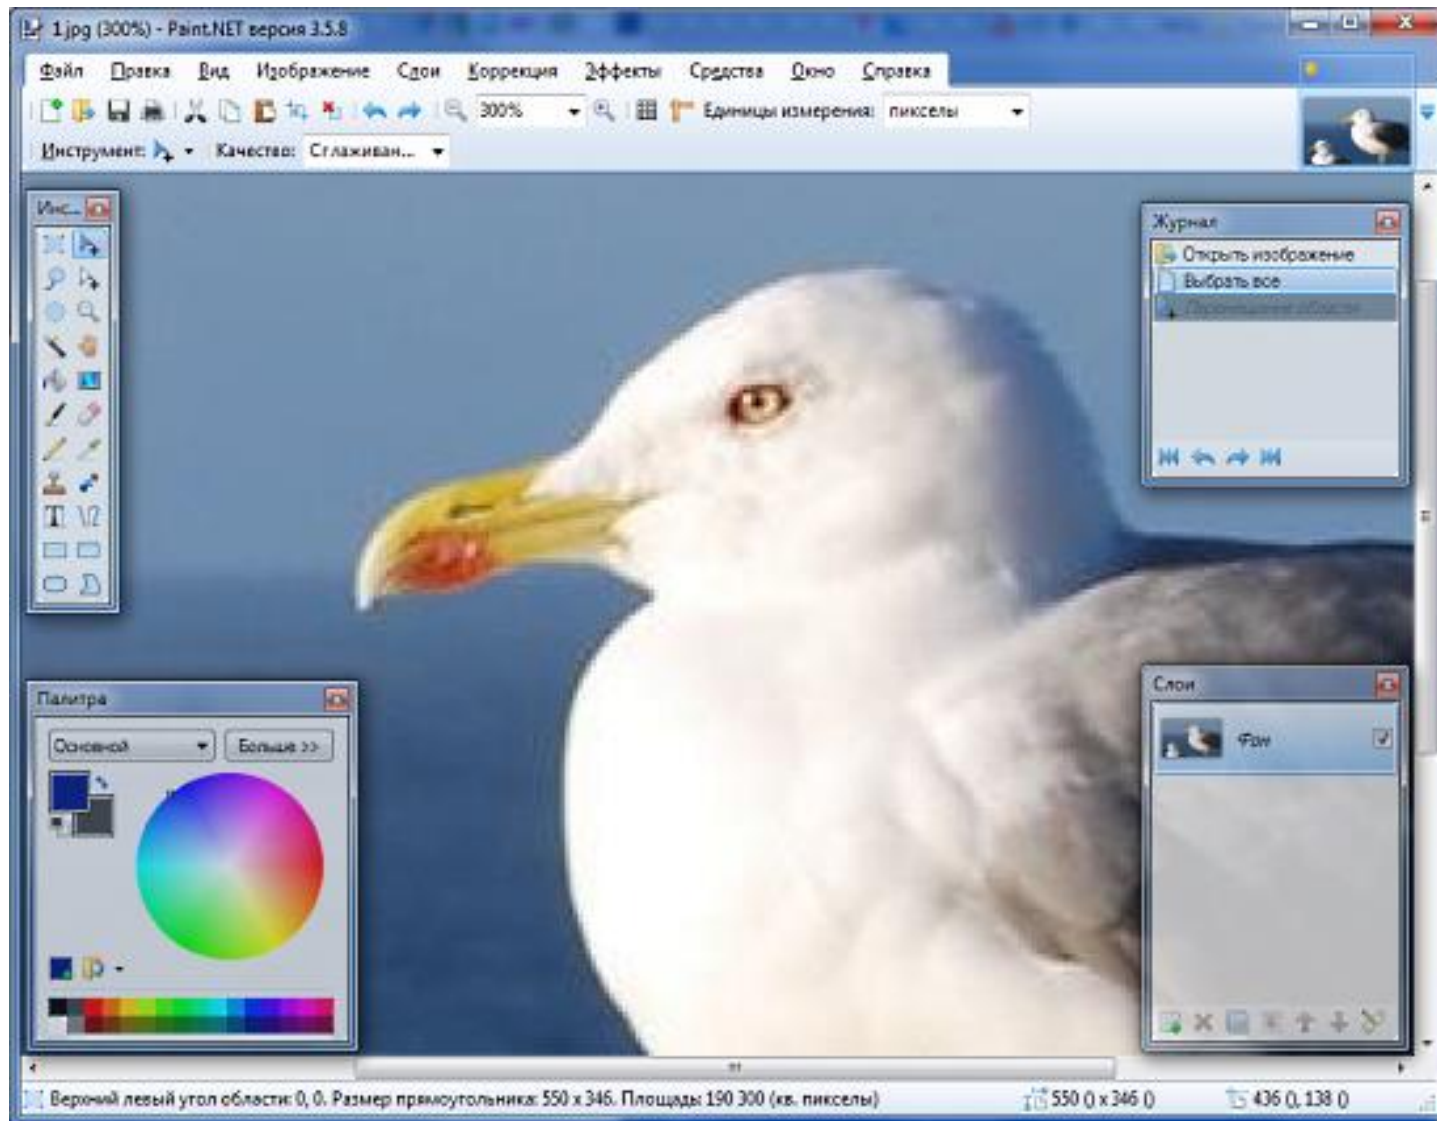 1.jpg (300%) - Paint.NET версия 3.5.8
Файл Правка Вид Изображение Слои Коррекция Эффекты Средства Окно Справка
300% Единицы измерения: пикселы
Инструмент: Качество: Сглаживан...
Инс...
Журнал
Открыть изображение
Выбрать все
Перемещение области
T
Палитра
Основной Больше >>
Слои
Фон
Верхний левый угол области: 0, 0. Размер прямоугольника: 550 x 346. Площадь: 190 300 (кв. пикселы) 550 () x 346 () 436 (), 138 ()